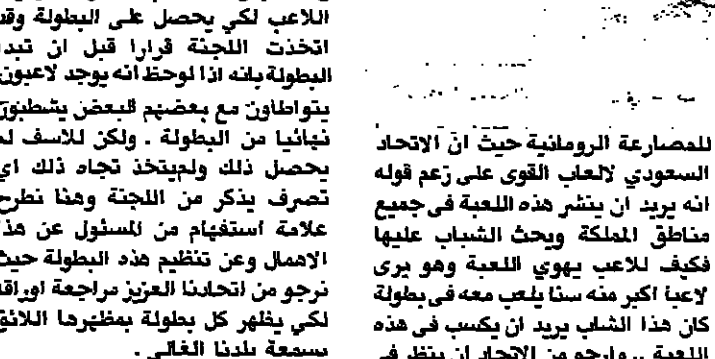 للمصارعة الرومانية حيث ان الاتحاد
السعودي لالعاب القوى على زعم قوله
انه يريد ان ينشر هذه اللعبة فى جميع
مناطق المملكة ويحث الشباب عليها
فكيف للاعب يهوي اللعبة وهو يرى
لاعبا اكبر منه سنا يلعب معه فى بطولة
كان هذا الشاب يريد ان يكسب فى هذه
اللعبة .. وارجو من الاتحاد ان ينظر فى
اللاعب لكي يحصل على البطولة وقد
اتخذت اللجنة قرارا قبل ان تبدا
البطولة بانه اذا لوحظ انه يوجد لاعبون
يتواطاون مع بعضهم البعض يشطبون
نهائيا من البطولة . ولكن للاسف لم
يحصل ذلك ولم يتخذ تجاه ذلك اي
تصرف يذكر من اللجنة وهنا نطرح
علامة استفهام من المسئول عن هذا
الاهمال وعن تنظيم هذه البطولة حيث
نرجو من اتحادنا العزيز مراجعة اوراقه
لكي يظهر كل بطولة بمظهرها اللائق
بسمعة بلدنا الغالي .